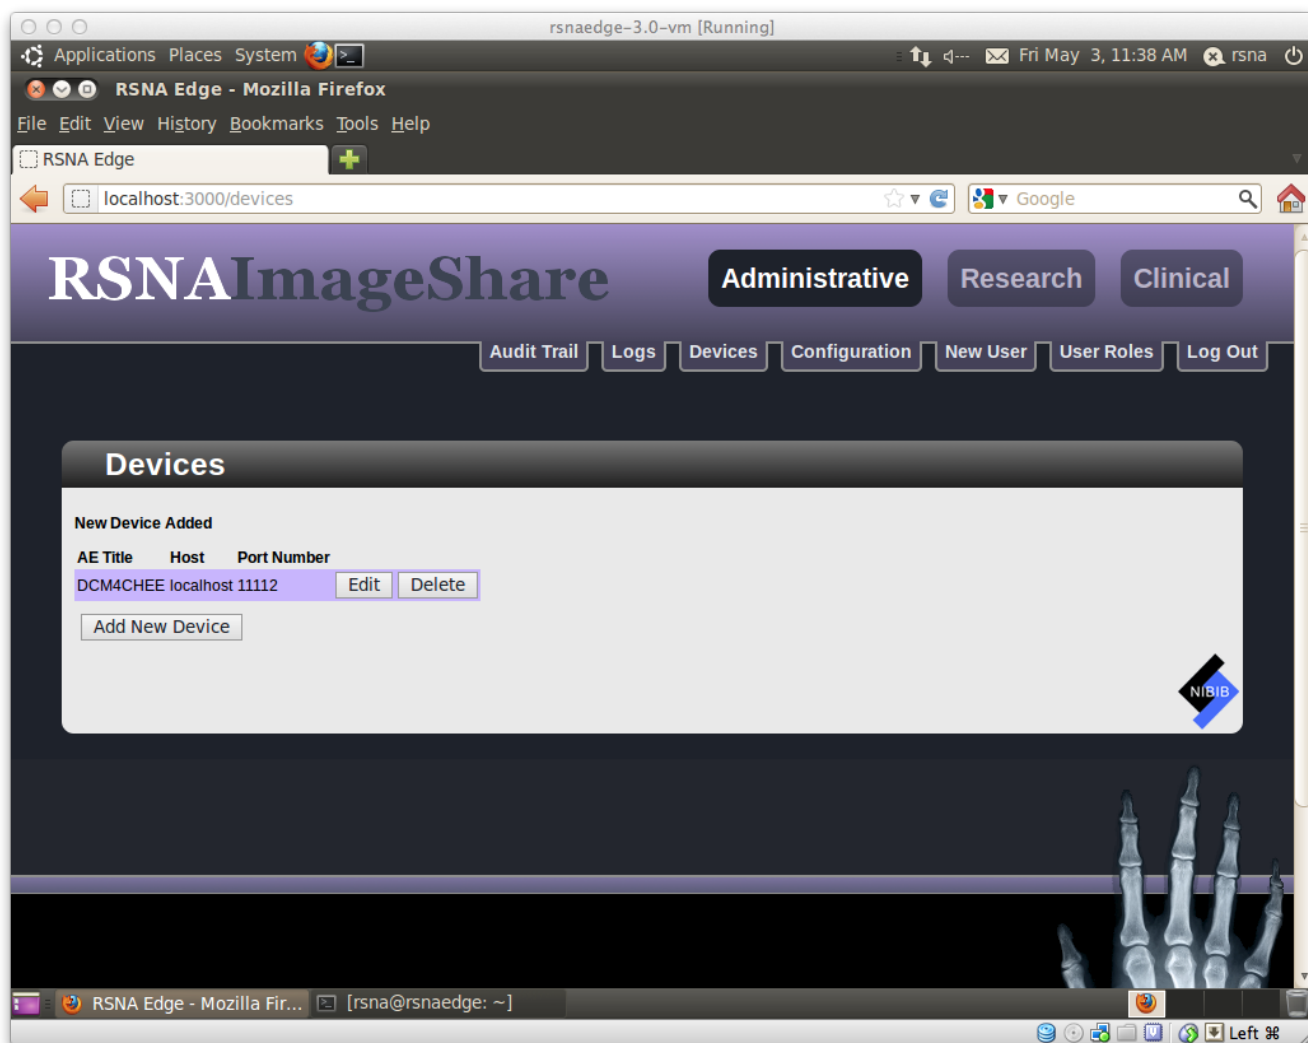 rsnaedge-3.0-vm [Running]
Applications Places System Fri May 3, 11:38 AM rsna
RSNA Edge - Mozilla Firefox
File Edit View History Bookmarks Tools Help
RSNA Edge
localhost:3000/devices Google
RSNAImageShare Administrative Research Clinical
Audit Trail Logs Devices Configuration New User User Roles Log Out
Devices
New Device Added
AE Title Host Port Number
DCM4CHEE localhost 11112 Edit Delete
Add New Device
NIBIB
RSNA Edge - Mozilla Fir... [rsna@rsnaedge: ~]
Left ⌘